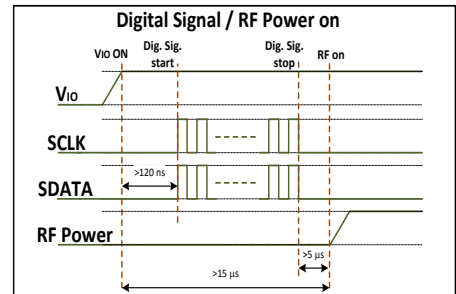 Digital Signal / RF Power on
VIO ON
Dig. Sig.
start
Dig. Sig.
stop
RF on
VIO
SCLK
>120 ns
SDATA
RF Power
>5 µs
>15 µs